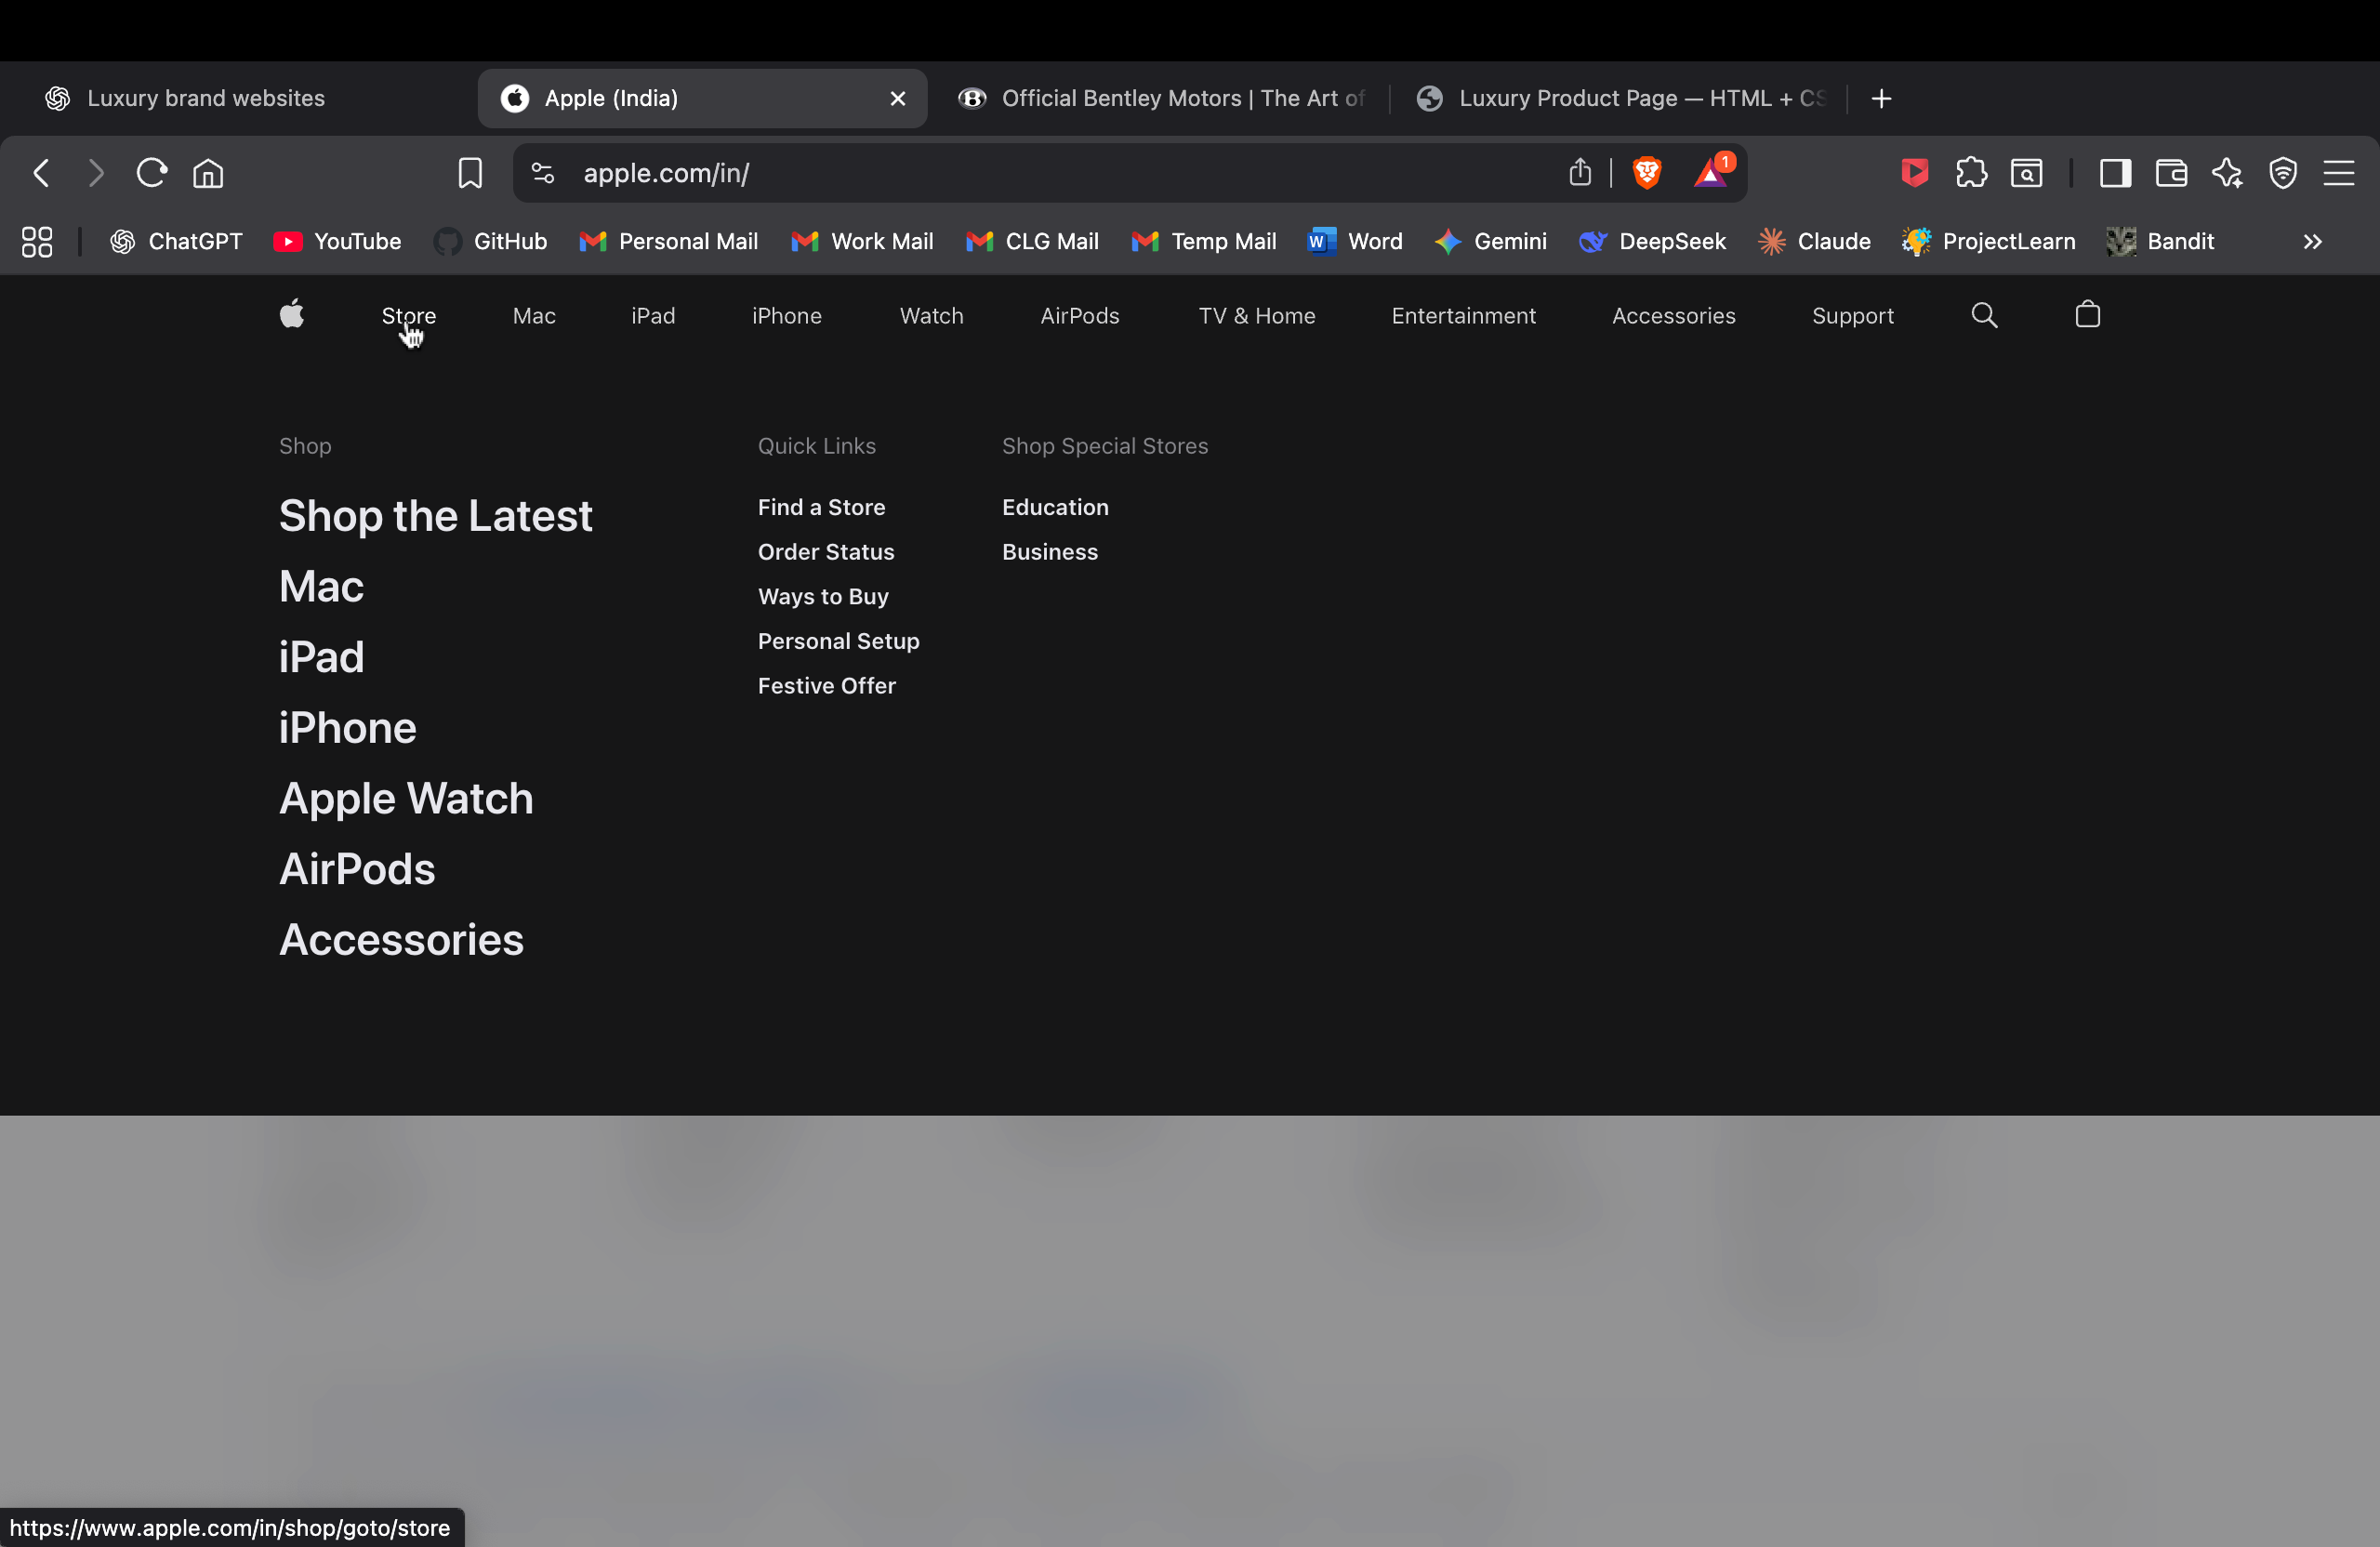 Luxury brand websites
Apple (India)
Official Bentley Motors | The Art of
Luxury Product Page — HTML + CS
apple.com/in/
1
ChatGPT
YouTube
GitHub
Personal Mail
Work Mail
CLG Mail
Temp Mail
Word
Gemini
DeepSeek
Claude
ProjectLearn
Bandit
Store
Mac
iPad
iPhone
Watch
AirPods
TV & Home
Entertainment
Accessories
Support
Shop
Shop the Latest
Mac
iPad
iPhone
Apple Watch
AirPods
Accessories
Quick Links
Find a Store
Order Status
Ways to Buy
Personal Setup
Festive Offer
Shop Special Stores
Education
Business
https://www.apple.com/in/shop/goto/store